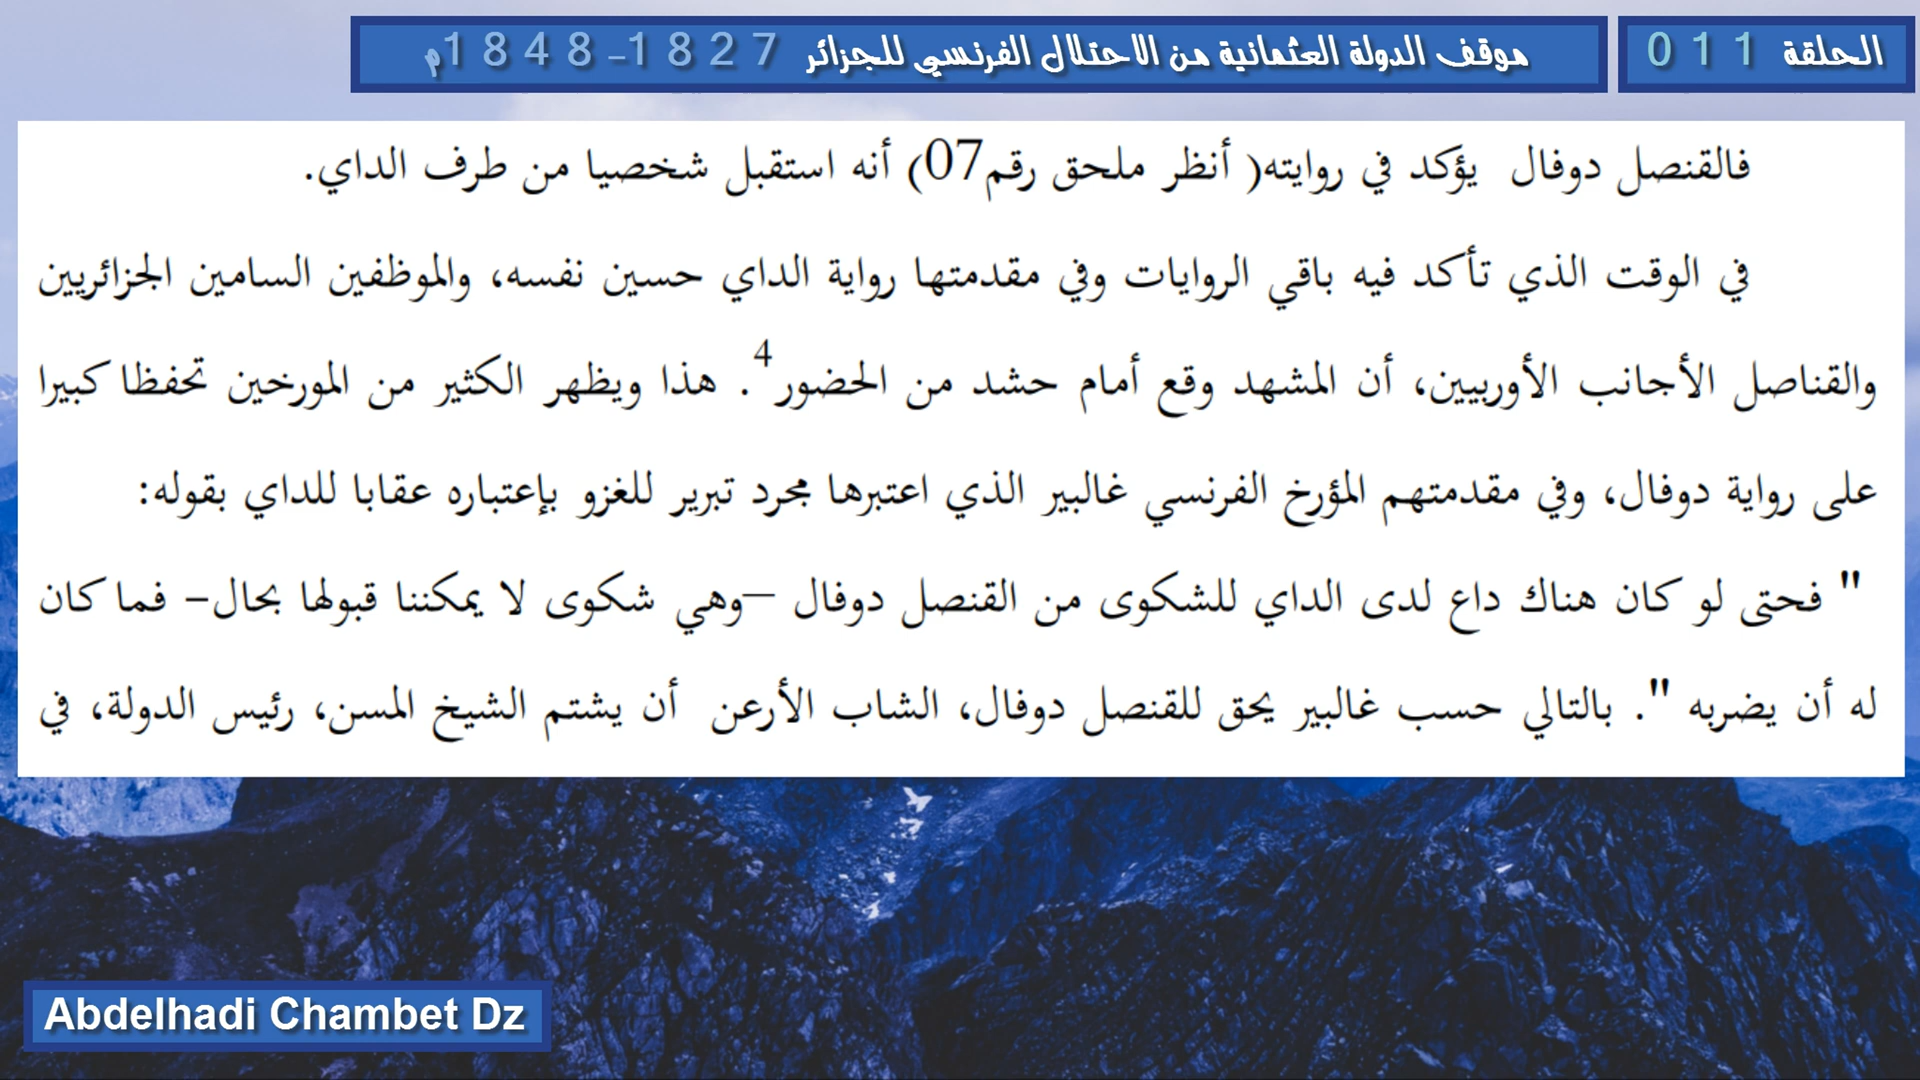 الحلقة 011
موقف الدولة العثمانية من الاحتلال الفرنسي للجزائر 1827-1848م
فالقنصل دوفال يؤكد في روايته( أنظر ملحق رقم07) أنه استقبل شخصيا من طرف الداي.
في الوقت الذي تأكد فيه باقي الروايات وفي مقدمتها رواية الداي حسين نفسه، والموظفين السامين الجزائريين
والقناصل الأجانب الأوربيين، أن المشهد وقع أمام حشد من الحضور4. هذا ويظهر الكثير من المورخين تحفظا كبيرا
على رواية دوفال، وفي مقدمتهم المؤرخ الفرنسي غالبير الذي اعتبرها مجرد تبرير للغزو بإعتباره عقابا للداي بقوله:
" فحتى لو كان هناك داع لدى الداي للشكوى من القنصل دوفال –وهي شكوى لا يمكننا قبولها بحال– فما كان
له أن يضربه ". بالتالي حسب غالبير يحق للقنصل دوفال، الشاب الأرعن أن يشتم الشيخ المسن، رئيس الدولة، في
Abdelhadi Chambet Dz